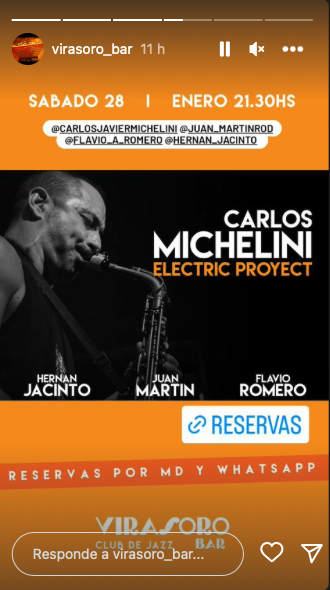 virasoro_bar 11 h
SABADO 28 | ENERO 21.30HS
@CARLOSJAVIERMICHELINI @JUAN_MARTINROD
@FLAVIO_A_ROMERO @HERNAN_JACINTO
CARLOS
MICHELINI
ELECTRIC PROYECT
HERNAN JACINTO
JUAN MARTIN
FLAVIO ROMERO
RESERVAS
RESERVAS POR MD Y WHATSAPP
VIRASORO
CLUB DE JAZZ BAR
Responde a virasoro_bar...